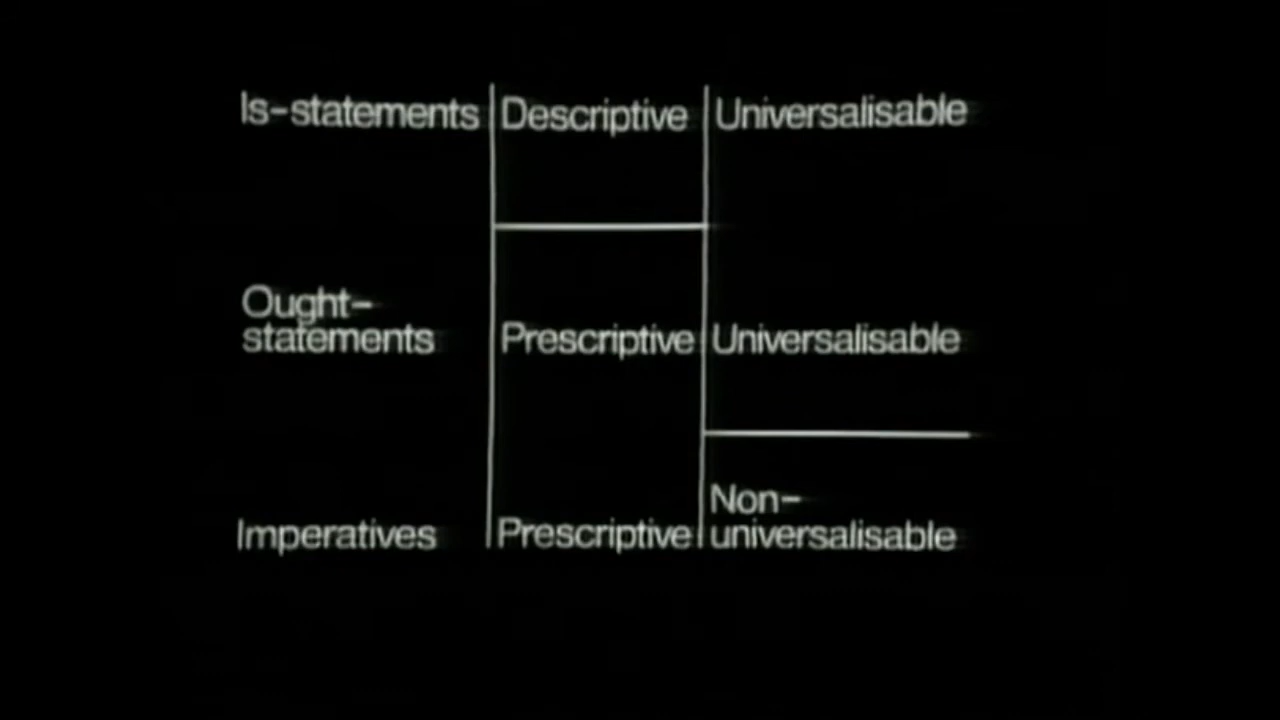 Is-statements Descriptive Universalisable
Ought-
statements Prescriptive Universalisable
Non-
Imperatives Prescriptive universalisable